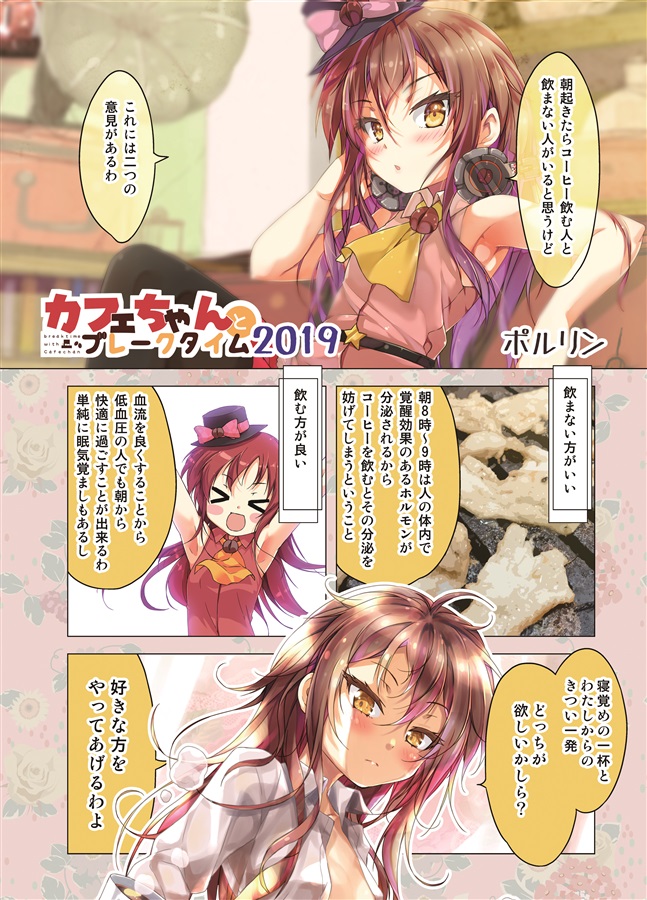 朝起きたらコーヒー飲む人と
飲まない人がいると思うけど
これには二つの
意見があるわ
カフェちゃんと
ブレークタイム2019
breaktime
with
Cafechan
ポルリン
飲まない方がいい
朝8時～9時は人の体内で
覚醒効果のあるホルモンが
分泌されるから
コーヒーを飲むとその分泌を
妨げてしまうということ
飲む方が良い
血流を良くすることから
低血圧の人でも朝から
快適に過ごすことが出来るわ
単純に眠気覚ましもあるし
寝覚めの一杯と
わたしからの
きつい一発
どっちが
欲しいかしら？
好きな方を
やってあげるわよ